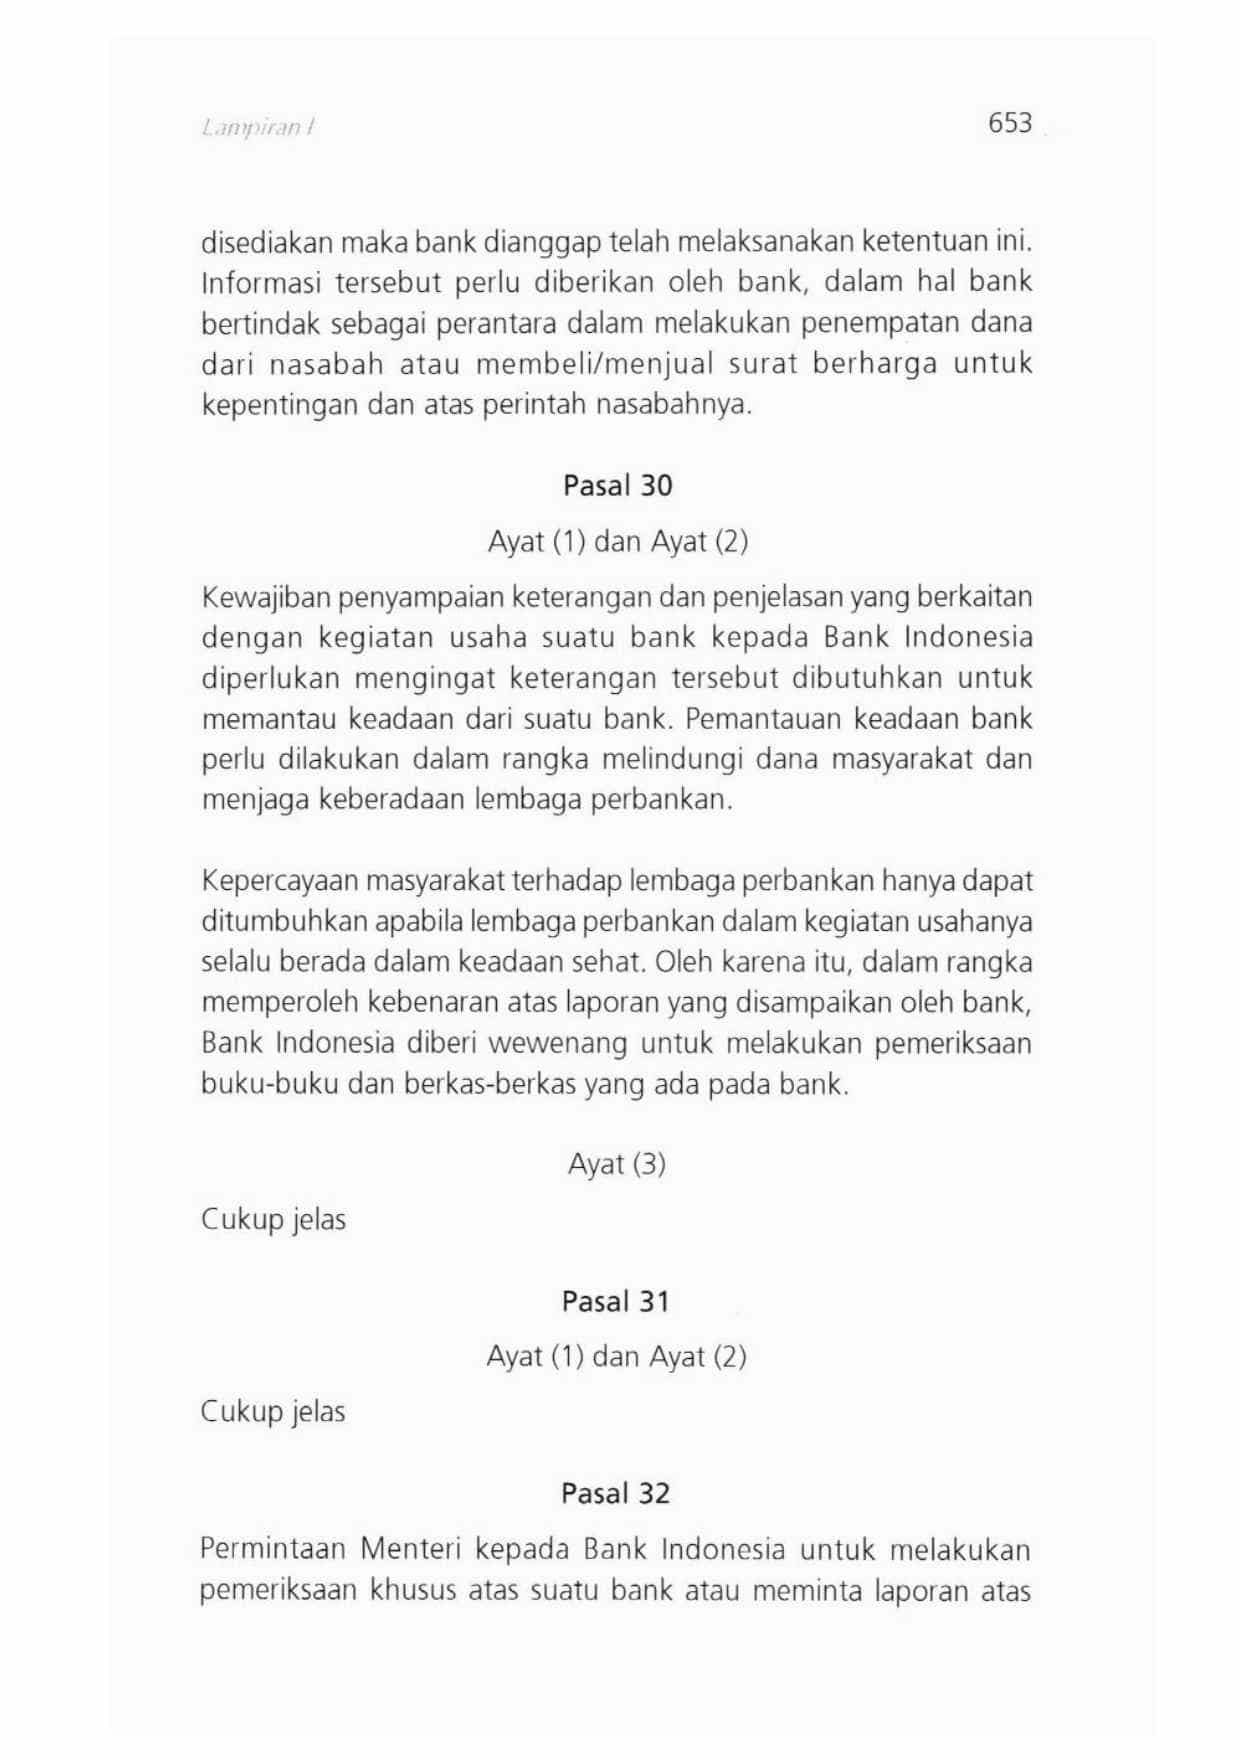 Lampiran I
653
disediakan maka bank dianggap telah melaksanakan ketentuan ini.
Informasi tersebut perlu diberikan oleh bank, dalam hal bank
bertindak sebagai perantara dalam melakukan penempatan dana
dari nasabah atau membeli/menjual surat berharga untuk
kepentingan dan atas perintah nasabahnya.
Pasal 30
Ayat (1) dan Ayat (2)
Kewajiban penyampaian keterangan dan penjelasan yang berkaitan
dengan kegiatan usaha suatu bank kepada Bank Indonesia
diperlukan mengingat keterangan tersebut dibutuhkan untuk
memantau keadaan dari suatu bank. Pemantauan keadaan bank
perlu dilakukan dalam rangka melindungi dana masyarakat dan
menjaga keberadaan lembaga perbankan.
Kepercayaan masyarakat terhadap lembaga perbankan hanya dapat
ditumbuhkan apabila lembaga perbankan dalam kegiatan usahanya
selalu berada dalam keadaan sehat. Oleh karena itu, dalam rangka
memperoleh kebenaran atas laporan yang disampaikan oleh bank,
Bank Indonesia diberi wewenang untuk melakukan pemeriksaan
buku-buku dan berkas-berkas yang ada pada bank.
Ayat (3)
Cukup jelas
Pasal 31
Ayat (1) dan Ayat (2)
Cukup jelas
Pasal 32
Permintaan Menteri kepada Bank Indonesia untuk melakukan
pemeriksaan khusus atas suatu bank atau meminta laporan atas